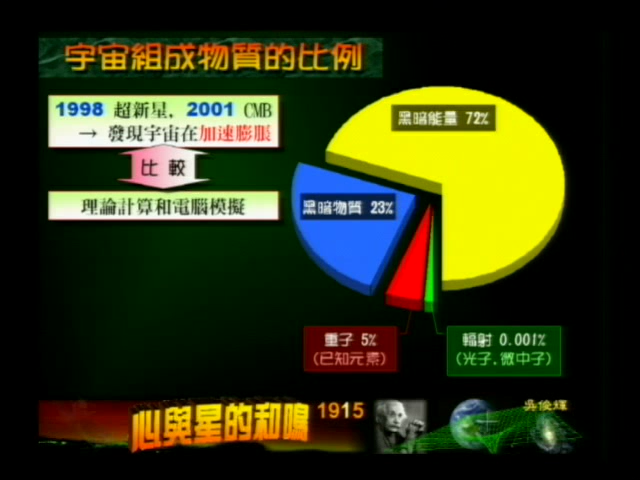 宇宙組成物質的比例
1998 超新星, 2001 CMB
→ 發現宇宙在加速膨脹
比較
理論計算和電腦模擬
黑暗能量 72%
黑暗物質 23%
重子 5%
(已知元素)
輻射 0.001%
(光子,微中子)
心與星的和鳴
1915
吳俊輝